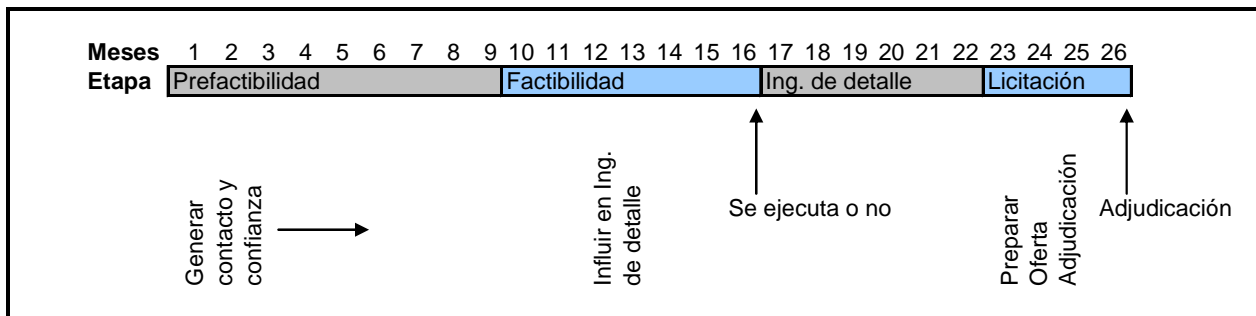 Meses 1 2 3 4 5 6 7 8 9 10 11 12 13 14 15 16 17 18 19 20 21 22 23 24 25 26
Etapa Prefactibilidad Factibilidad Ing. de detalle Licitación
Generar
contacto y
confianza
Influir en Ing.
de detalle
Se ejecuta o no
Preparar
Oferta
Adjudicación
Adjudicación